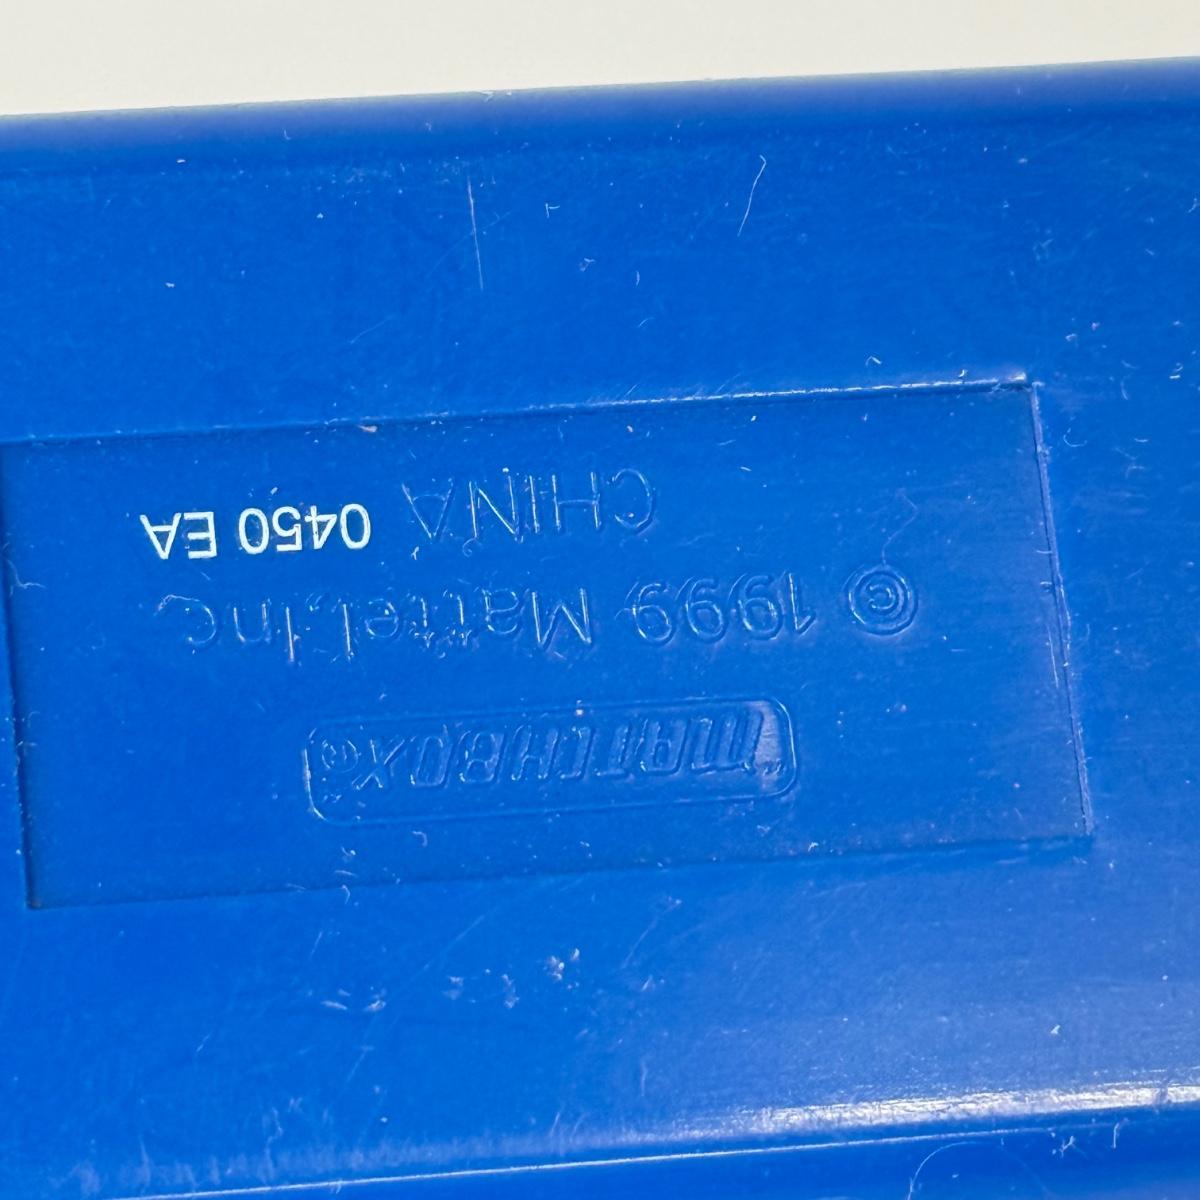 MATCHBOX®
© 1999 Mattel, Inc.
CHINA 0450 EA